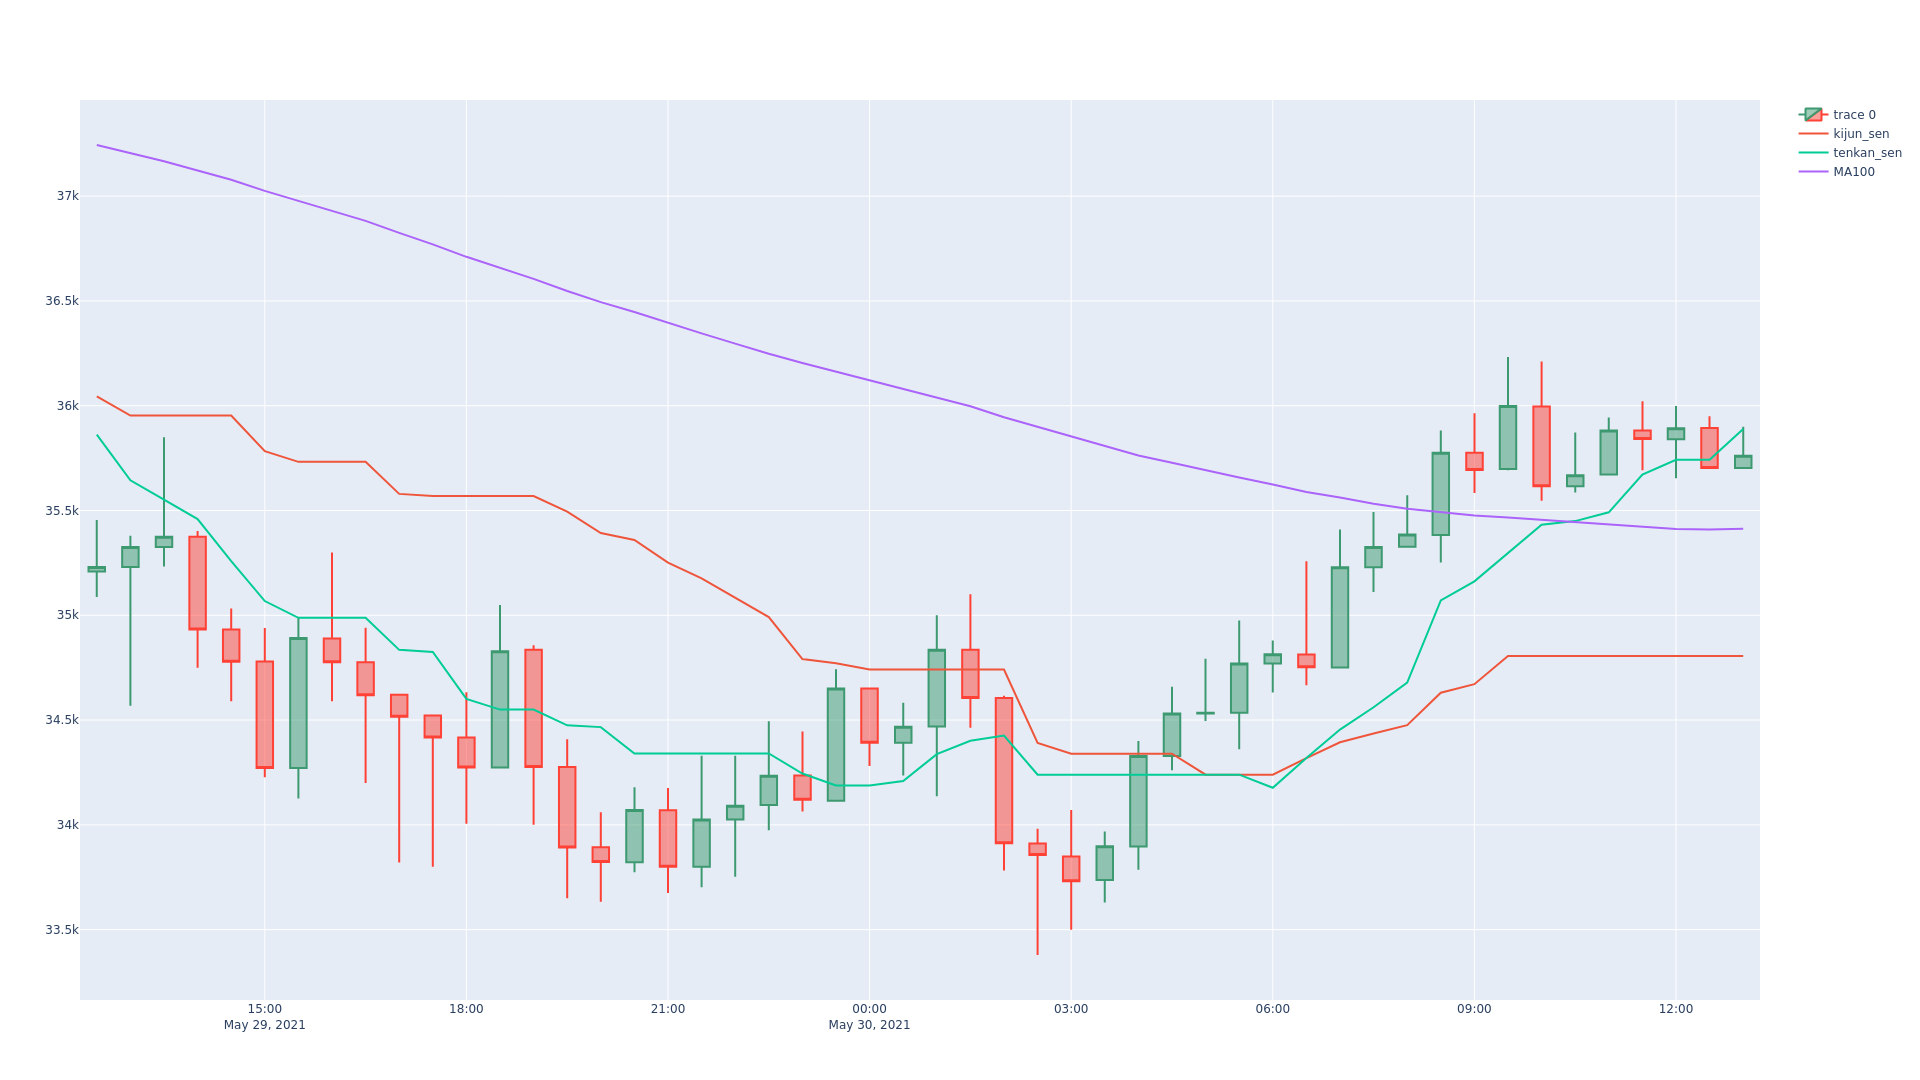 trace 0
kijun_sen
tenkan_sen
MA100
37k
36.5k
36k
35.5k
35k
34.5k
34k
33.5k
15:00 18:00 21:00 00:00 03:00 06:00 09:00 12:00
May 29, 2021 May 30, 2021